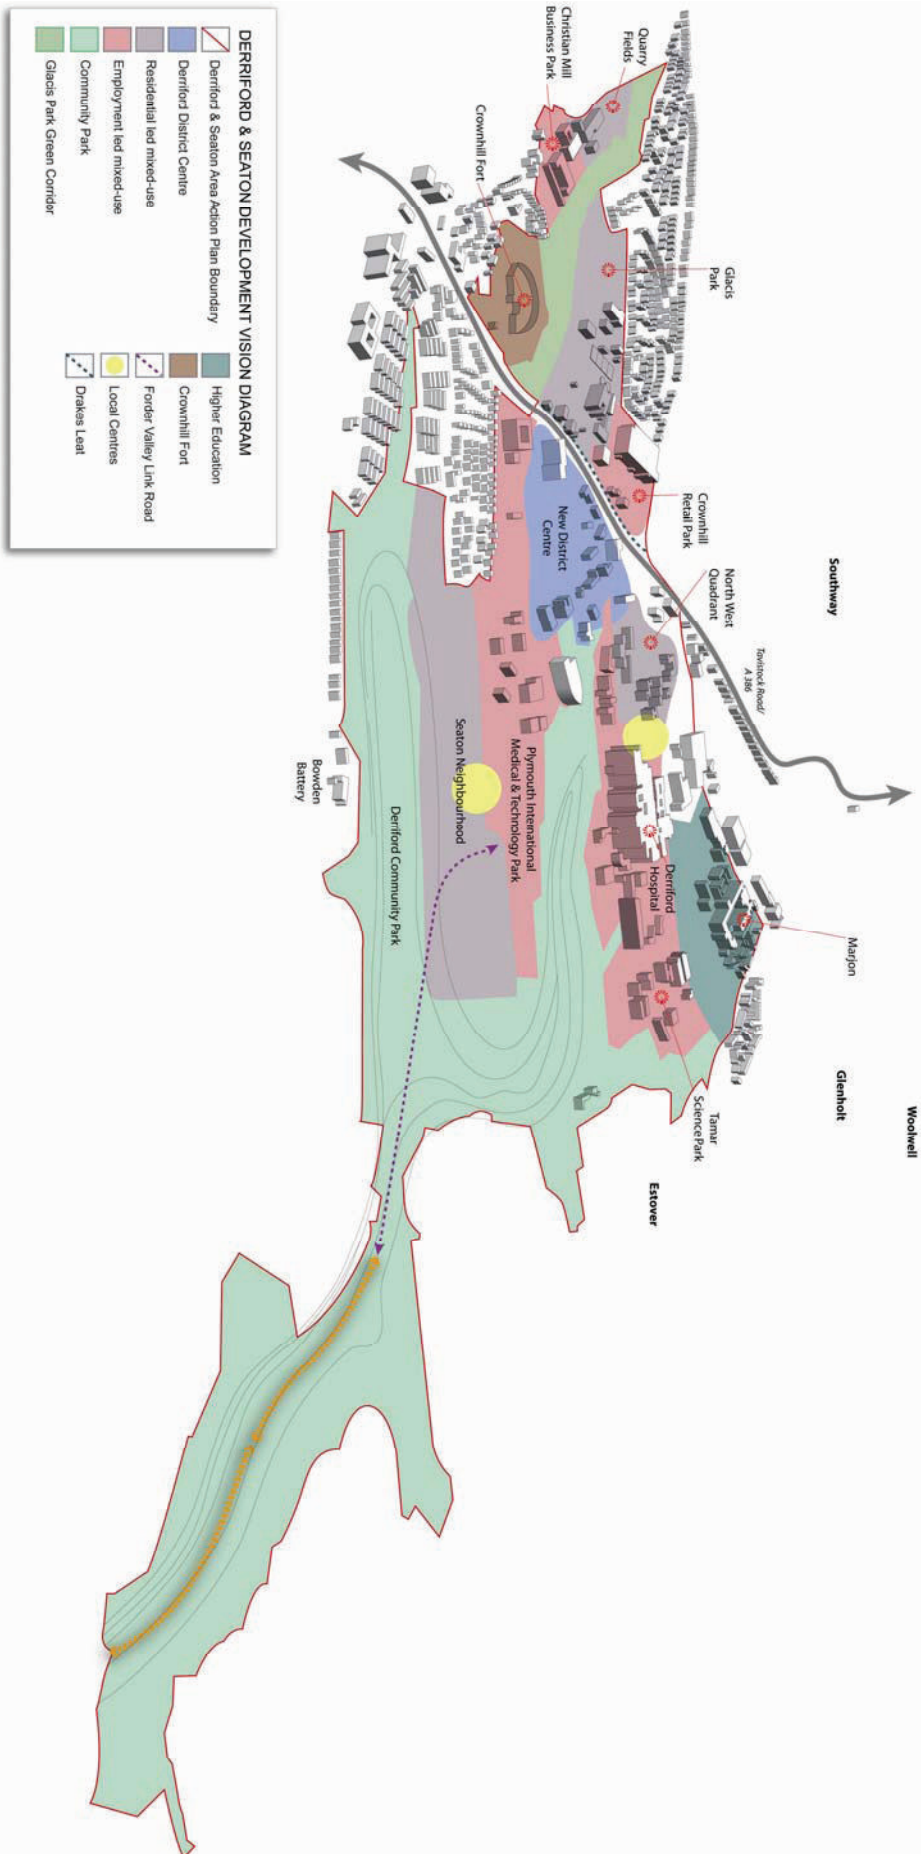 Southway
Glenholt
Woolwell
Estover
Tavistock Road/
A 386
Quarry
Fields
Christian Mill
Business Park
Crownhill Fort
Glacis
Park
Crownhill
Retail Park
North West
Quadrant
New District
Centre
Marjon
Derriford
Hospital
Tamar
Science Park
Plymouth International
Medical & Technology Park
Seaton Neighbourhood
Derriford Community Park
Bowden
Battery
DERRIFORD & SEATON DEVELOPMENT VISION DIAGRAM
Derriford & Seaton Area Action Plan Boundary
Derriford District Centre
Residential led mixed-use
Employment led mixed-use
Community Park
Glacis Park Green Corridor
Higher Education
Crownhill Fort
Forder Valley Link Road
Local Centres
Drakes Leat